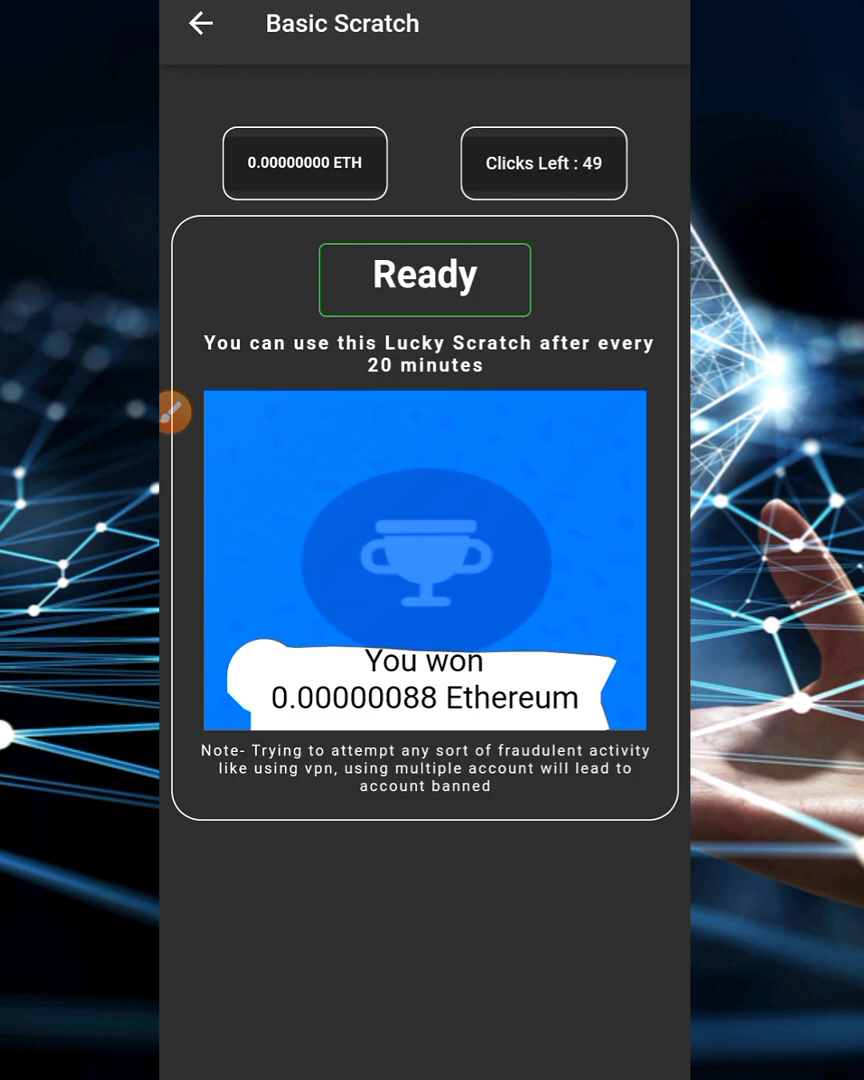 Basic Scratch
0.00000000 ETH
Clicks Left : 49
Ready
You can use this Lucky Scratch after every
20 minutes
You won
0.00000088 Ethereum
Note- Trying to attempt any sort of fraudulent activity
like using vpn, using multiple account will lead to
account banned